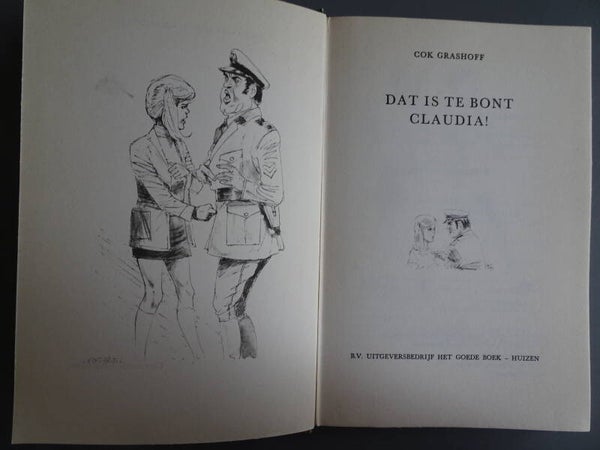 COK GRASHOFF
DAT IS TE BONT
CLAUDIA!
B.V. UITGEVERSBEDRIJF HET GOEDE BOEK – HUIZEN